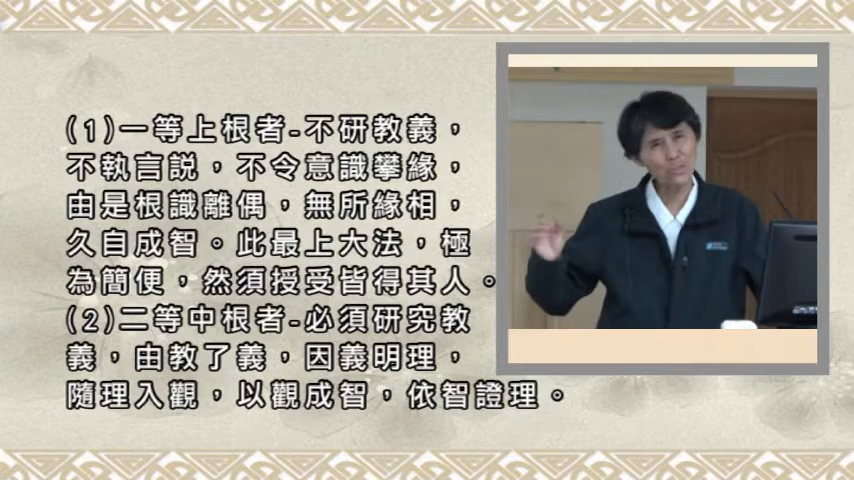 (1)一等上根者-不研教義，
不執言説，不令意識攀緣，
由是根識離偶，無所緣相，
久自成智。此最上大法，極
為簡便，然須授受皆得其人。
(2)二等中根者-必須研究教
義，由教了義，因義明理，
隨理入觀，以觀成智，依智證理。